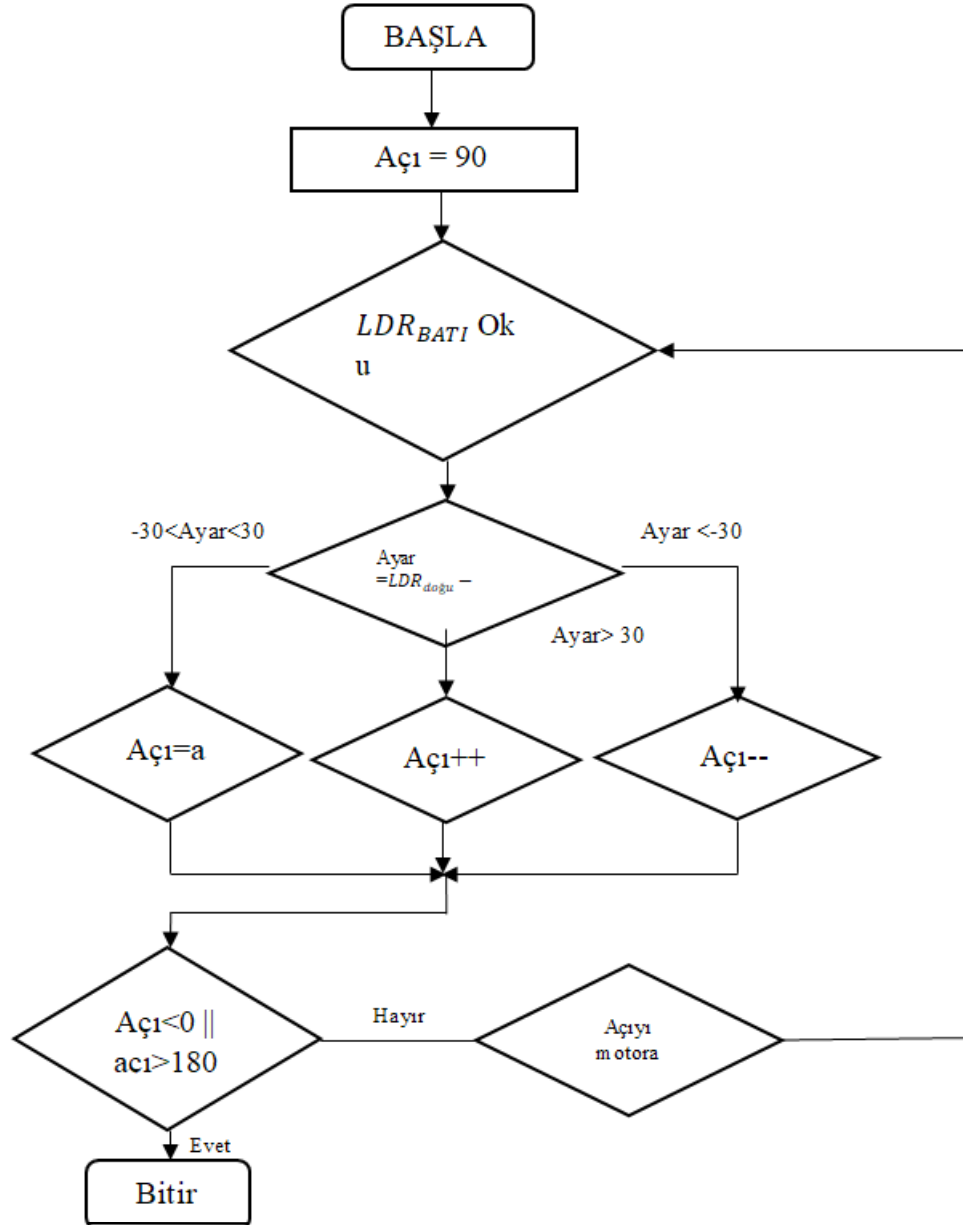 BAŞLA
Açı = 90
LDR_BATI Ok
u
-30<Ayar<30
Ayar <-30
Ayar
=LDR_doğu −
Ayar> 30
Açı=a
Açı++
Açı--
Açı<0 ||
acı>180
Hayır
Açıyı
motora
Evet
Bitir